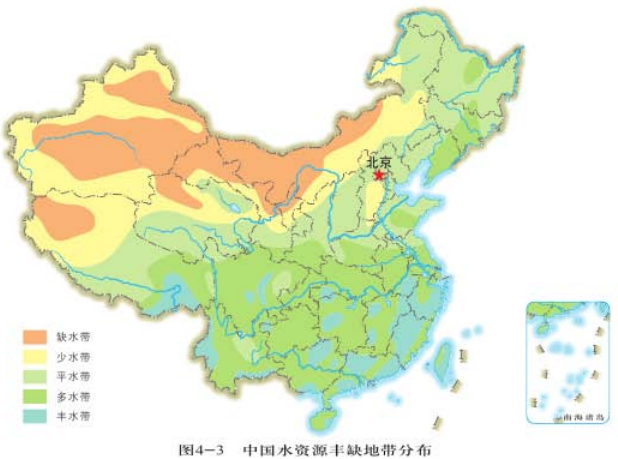 北京
缺水带
少水带
平水带
多水带
丰水带
南海诸岛
图4-3 中国水资源丰缺地带分布